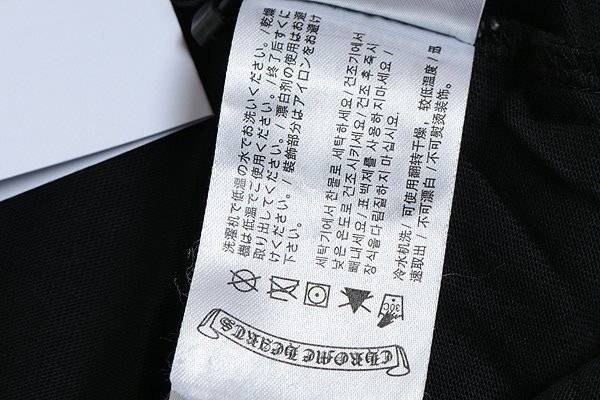 洗濯机で低温の水でお洗いください。/乾燥
機は低温でご使用ください。/終了后すぐに
取り出してください。/漂白剤の使用はお避
けください。/装飾部分はアイロンをお避け
下さい。
세탁기에서 찬물로 세탁하세요/건조기에서
낮은 온도로 건조시키세요/건조 후 즉시
빼내세요/표백제를 사용하지마세요/
장식을다림질하지 마십시요.
冷水机洗/可使用翻转干燥，较低温度/迅
速取出/不可漂白/不可熨烫装饰。
30C
CHROME HEARTS